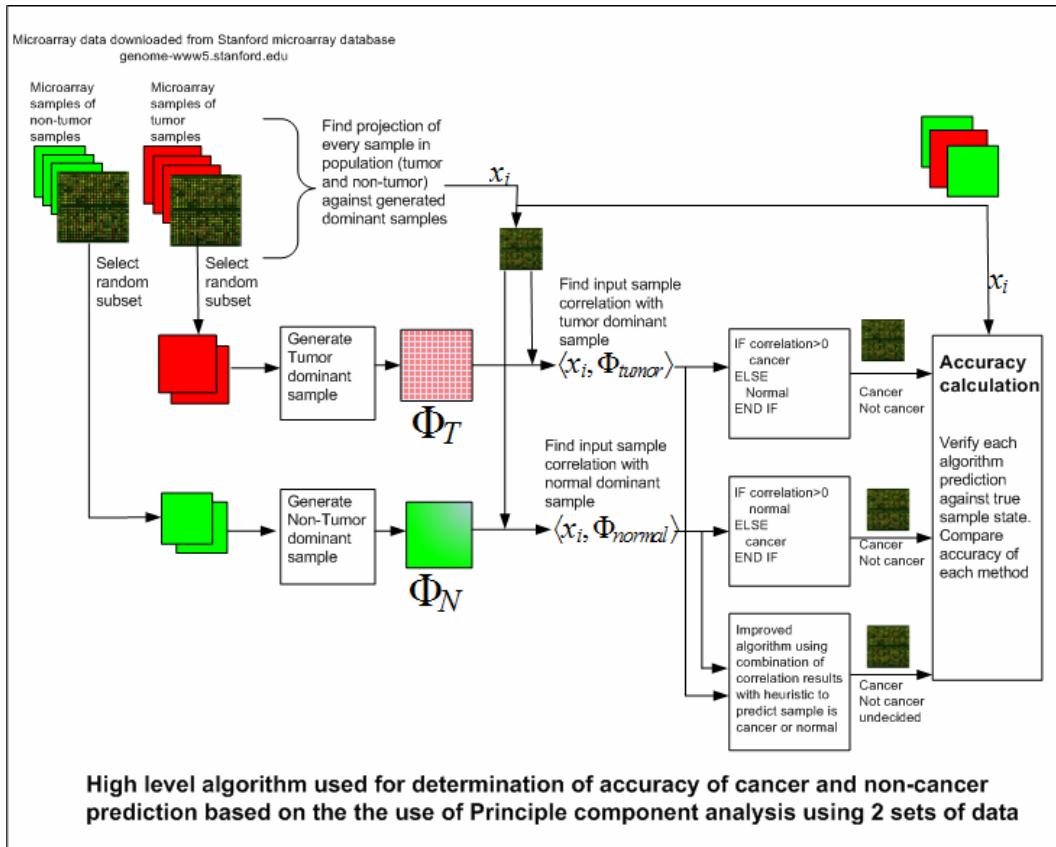 Microarray data downloaded from Stanford microarray database
genome-www5.stanford.edu
Microarray
samples of
non-tumor
samples
Microarray
samples of
tumor
samples
Find projection of
every sample in
population (tumor
and non-tumor)
against generated
dominant samples
x_i
Select
random
subset
Select
random
subset
Find input sample
correlation with
tumor dominant
sample
x_i
Generate
Tumor
dominant
sample
Φ_T
⟨x_i, Φ_tumor⟩
IF correlation>0
cancer
ELSE
Normal
END IF
Cancer
Not cancer
Accuracy
calculation
Verify each
algorithm
prediction
against true
sample state.
Compare
accuracy of
each method
Find input sample
correlation with
normal dominant
sample
Generate
Non-Tumor
dominant
sample
Φ_N
⟨x_i, Φ_normal⟩
IF correlation>0
normal
ELSE
cancer
END IF
Cancer
Not cancer
Improved
algorithm using
combination of
correlation results
with heuristic to
predict sample is
cancer or normal
Cancer
Not cancer
undecided
High level algorithm used for determination of accuracy of cancer and non-cancer
prediction based on the the use of Principle component analysis using 2 sets of data